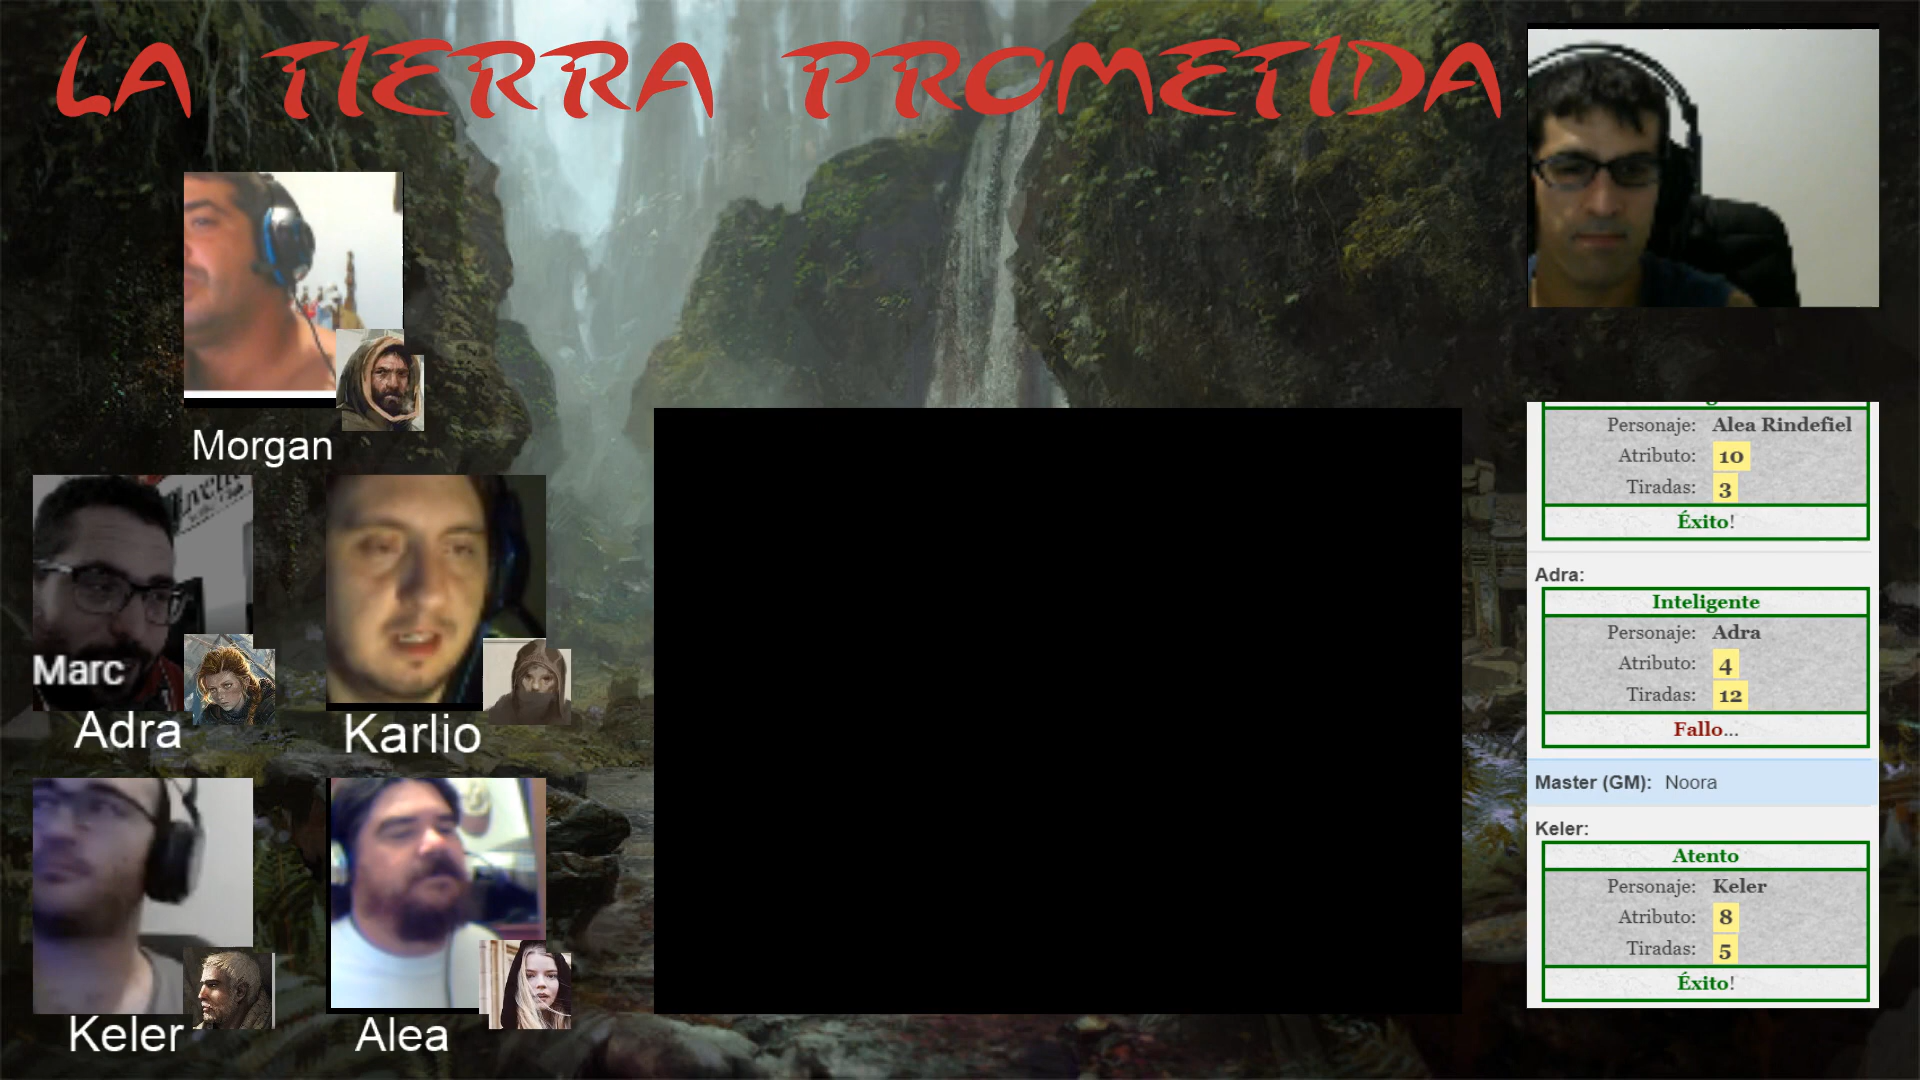 LA TIERRA PROMETIDA
Morgan
Marc
Adra
Karlio
Keler
Alea
Personaje: Alea Rindefiel
Atributo: 10
Tiradas: 3
Éxito!
Adra:
Inteligente
Personaje: Adra
Atributo: 4
Tiradas: 12
Fallo...
Master (GM): Noora
Keler:
Atento
Personaje: Keler
Atributo: 8
Tiradas: 5
Éxito!